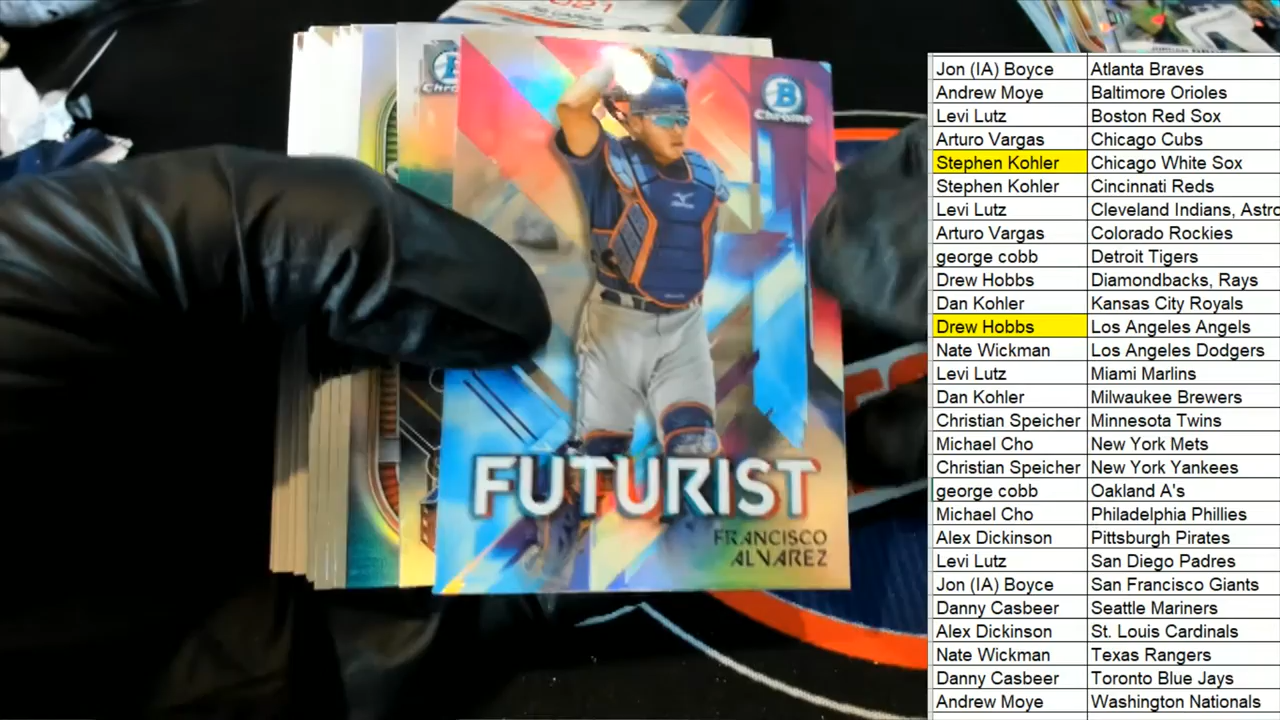 2021
B
Chrome
B
Chrome
MIZUNO
FUTURIST
FRANCISCO
ALVAREZ
Jon (IA) Boyce Atlanta Braves
Andrew Moye Baltimore Orioles
Levi Lutz Boston Red Sox
Arturo Vargas Chicago Cubs
Stephen Kohler Chicago White Sox
Stephen Kohler Cincinnati Reds
Levi Lutz Cleveland Indians, Astro
Arturo Vargas Colorado Rockies
george cobb Detroit Tigers
Drew Hobbs Diamondbacks, Rays
Dan Kohler Kansas City Royals
Drew Hobbs Los Angeles Angels
Nate Wickman Los Angeles Dodgers
Levi Lutz Miami Marlins
Dan Kohler Milwaukee Brewers
Christian Speicher Minnesota Twins
Michael Cho New York Mets
Christian Speicher New York Yankees
george cobb Oakland A's
Michael Cho Philadelphia Phillies
Alex Dickinson Pittsburgh Pirates
Levi Lutz San Diego Padres
Jon (IA) Boyce San Francisco Giants
Danny Casbeer Seattle Mariners
Alex Dickinson St. Louis Cardinals
Nate Wickman Texas Rangers
Danny Casbeer Toronto Blue Jays
Andrew Moye Washington Nationals